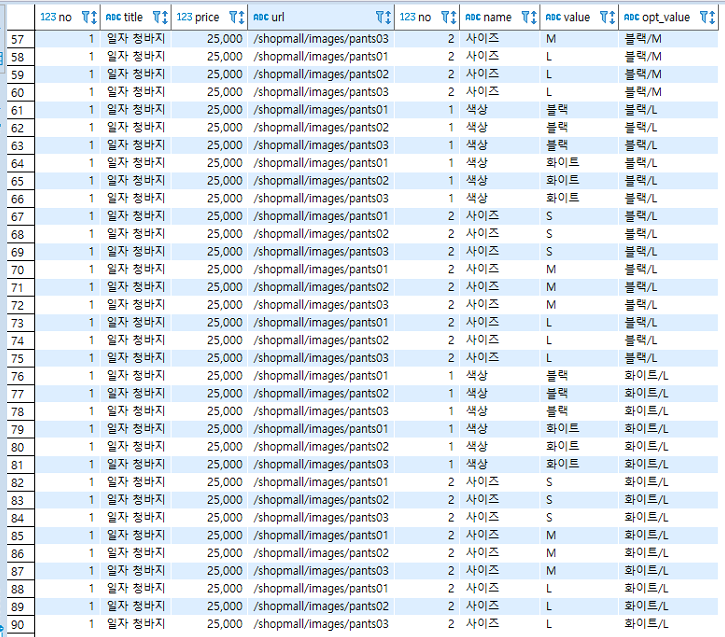 123 no ABC title 123 price ABC url 123 no ABC name ABC value ABC opt_value
57 1 일자 청바지 25,000 /shopmall/images/pants03 2 사이즈 M 블랙/M
58 1 일자 청바지 25,000 /shopmall/images/pants01 2 사이즈 L 블랙/M
59 1 일자 청바지 25,000 /shopmall/images/pants02 2 사이즈 L 블랙/M
60 1 일자 청바지 25,000 /shopmall/images/pants03 2 사이즈 L 블랙/M
61 1 일자 청바지 25,000 /shopmall/images/pants01 1 색상 블랙 블랙/L
62 1 일자 청바지 25,000 /shopmall/images/pants02 1 색상 블랙 블랙/L
63 1 일자 청바지 25,000 /shopmall/images/pants03 1 색상 블랙 블랙/L
64 1 일자 청바지 25,000 /shopmall/images/pants01 1 색상 화이트 블랙/L
65 1 일자 청바지 25,000 /shopmall/images/pants02 1 색상 화이트 블랙/L
66 1 일자 청바지 25,000 /shopmall/images/pants03 1 색상 화이트 블랙/L
67 1 일자 청바지 25,000 /shopmall/images/pants01 2 사이즈 S 블랙/L
68 1 일자 청바지 25,000 /shopmall/images/pants02 2 사이즈 S 블랙/L
69 1 일자 청바지 25,000 /shopmall/images/pants03 2 사이즈 S 블랙/L
70 1 일자 청바지 25,000 /shopmall/images/pants01 2 사이즈 M 블랙/L
71 1 일자 청바지 25,000 /shopmall/images/pants02 2 사이즈 M 블랙/L
72 1 일자 청바지 25,000 /shopmall/images/pants03 2 사이즈 M 블랙/L
73 1 일자 청바지 25,000 /shopmall/images/pants01 2 사이즈 L 블랙/L
74 1 일자 청바지 25,000 /shopmall/images/pants02 2 사이즈 L 블랙/L
75 1 일자 청바지 25,000 /shopmall/images/pants03 2 사이즈 L 블랙/L
76 1 일자 청바지 25,000 /shopmall/images/pants01 1 색상 블랙 화이트/L
77 1 일자 청바지 25,000 /shopmall/images/pants02 1 색상 블랙 화이트/L
78 1 일자 청바지 25,000 /shopmall/images/pants03 1 색상 블랙 화이트/L
79 1 일자 청바지 25,000 /shopmall/images/pants01 1 색상 화이트 화이트/L
80 1 일자 청바지 25,000 /shopmall/images/pants02 1 색상 화이트 화이트/L
81 1 일자 청바지 25,000 /shopmall/images/pants03 1 색상 화이트 화이트/L
82 1 일자 청바지 25,000 /shopmall/images/pants01 2 사이즈 S 화이트/L
83 1 일자 청바지 25,000 /shopmall/images/pants02 2 사이즈 S 화이트/L
84 1 일자 청바지 25,000 /shopmall/images/pants03 2 사이즈 S 화이트/L
85 1 일자 청바지 25,000 /shopmall/images/pants01 2 사이즈 M 화이트/L
86 1 일자 청바지 25,000 /shopmall/images/pants02 2 사이즈 M 화이트/L
87 1 일자 청바지 25,000 /shopmall/images/pants03 2 사이즈 M 화이트/L
88 1 일자 청바지 25,000 /shopmall/images/pants01 2 사이즈 L 화이트/L
89 1 일자 청바지 25,000 /shopmall/images/pants02 2 사이즈 L 화이트/L
90 1 일자 청바지 25,000 /shopmall/images/pants03 2 사이즈 L 화이트/L